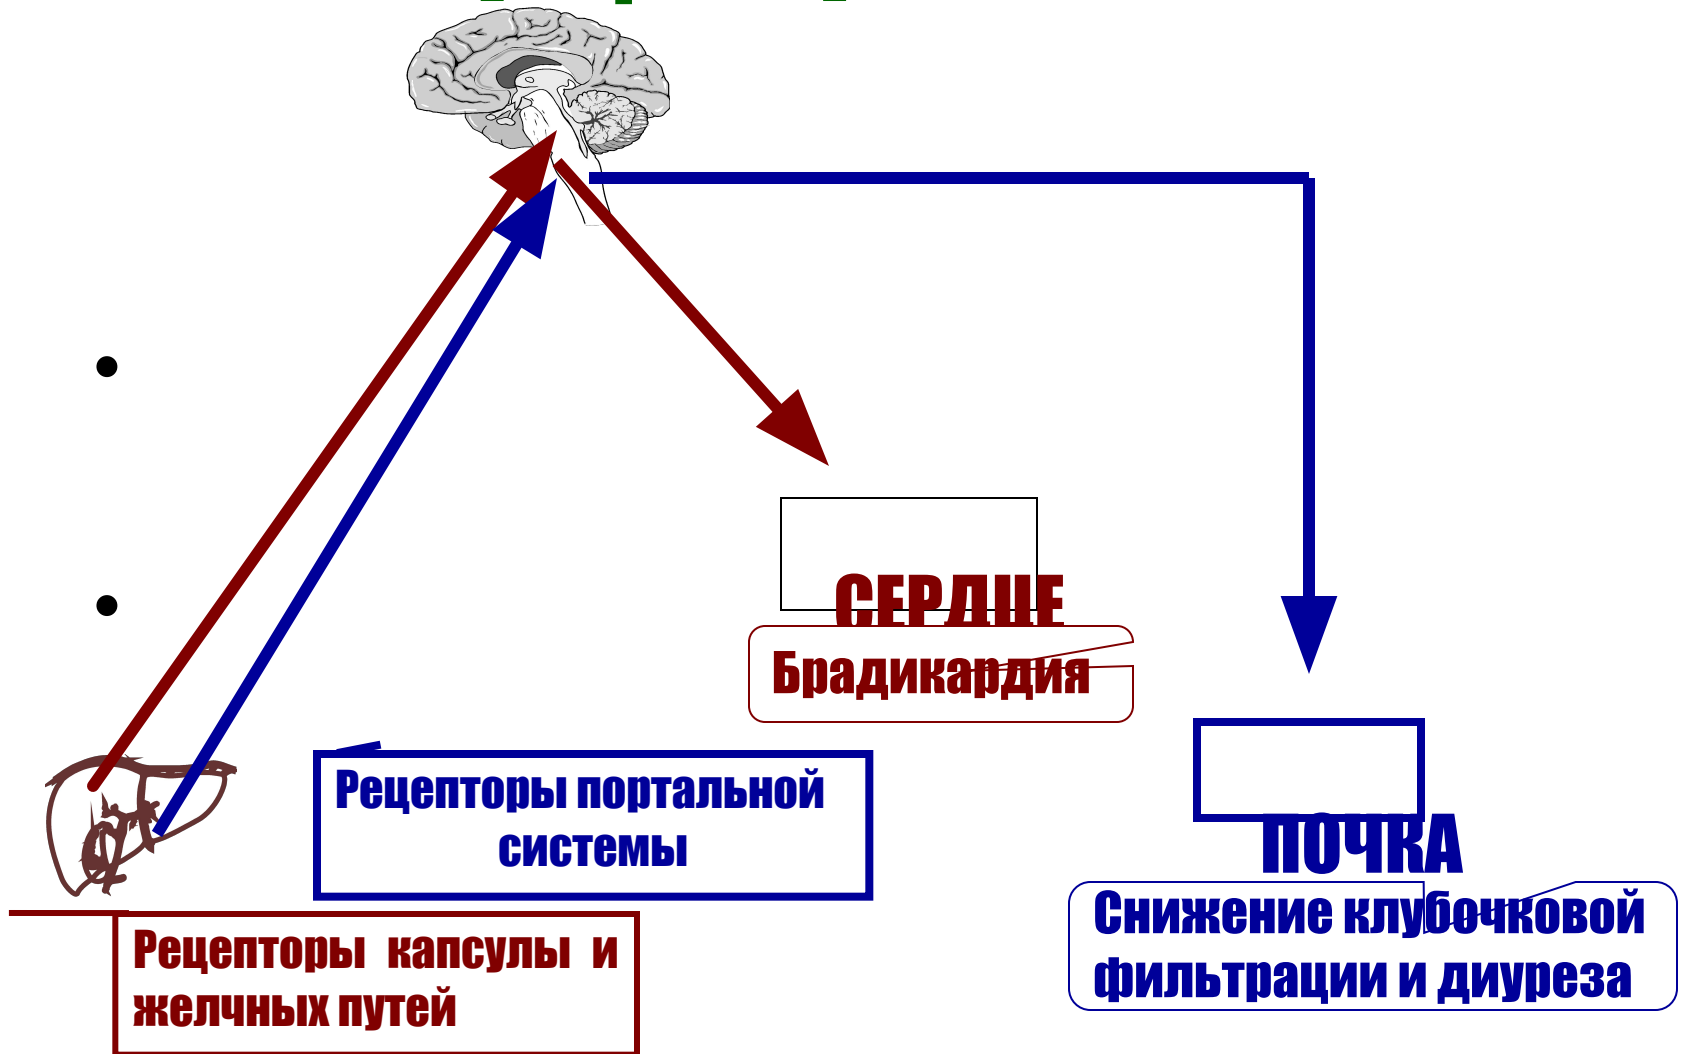 СЕРДЦЕ
Брадикардия
Рецепторы портальной
системы
ПОЧКА
Снижение клубочковой
фильтрации и диуреза
Рецепторы капсулы и
желчных путей